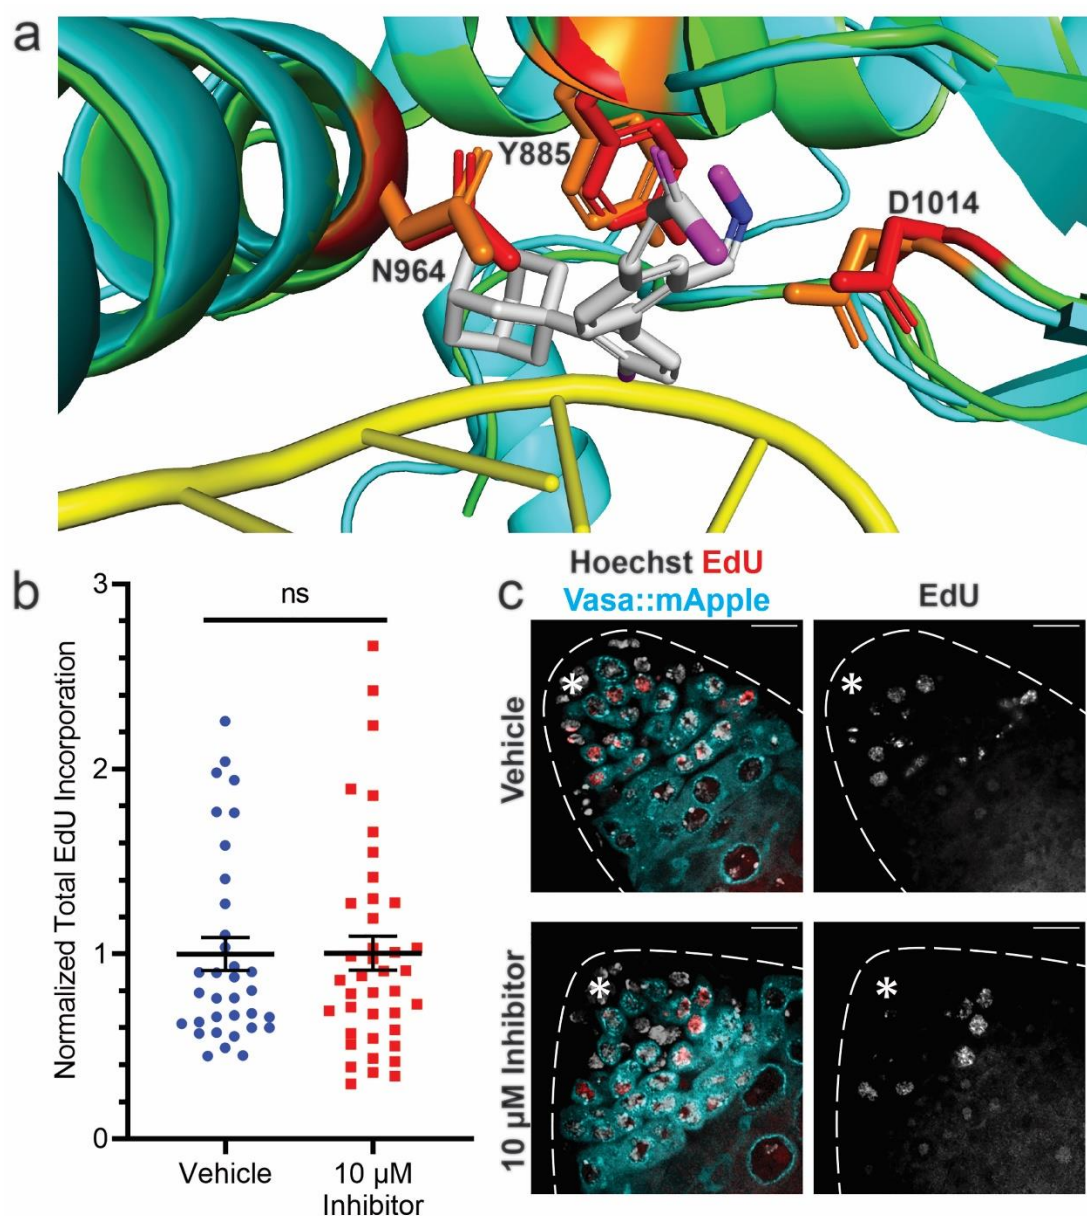 a
Y885
D1014
N964
b
3
ns
2
1
0
Normalized Total EdU Incorporation
Vehicle
10 µM
Inhibitor
c
Hoechst EdU
Vasa::mApple
EdU
Vehicle
*
*
10 µM Inhibitor
*
*